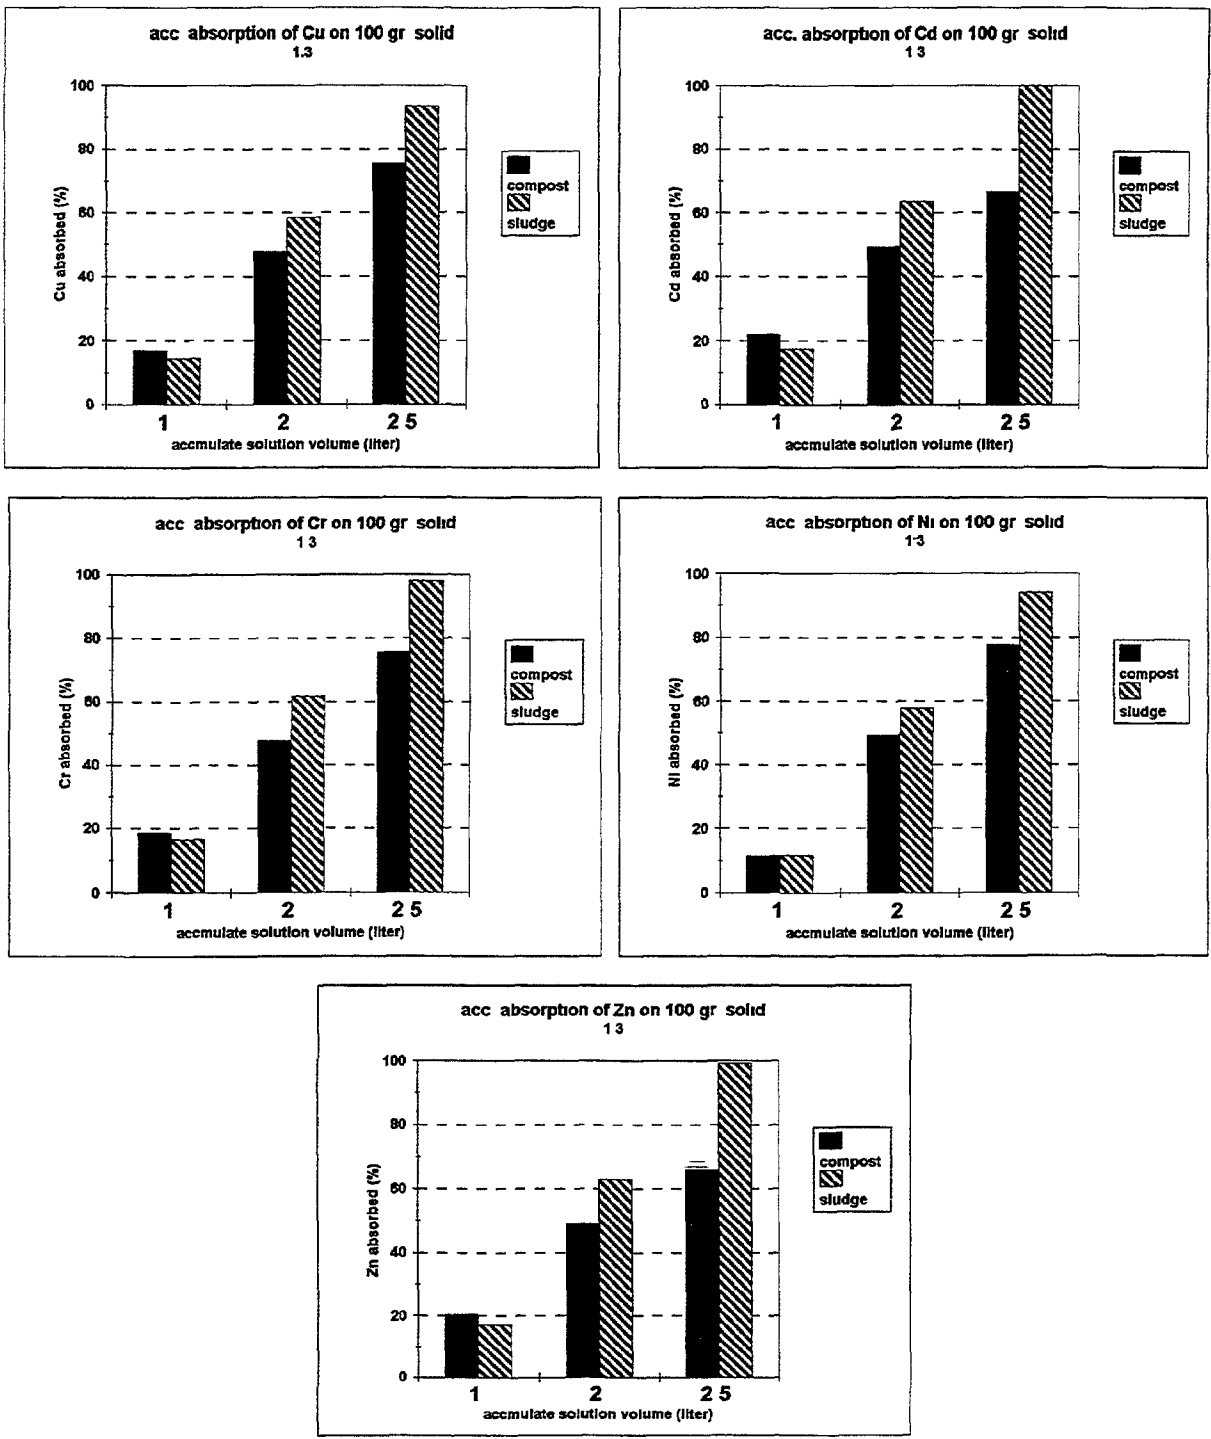 acc absorption of Cu on 100 gr solid
1.3
100
80
60
40
20
0
Cu absorbed (%)
1 2 2 5
accmulate solution volume (liter)
compost
sludge
acc. absorption of Cd on 100 gr solid
1 3
100
80
60
40
20
0
Cd absorbed (%)
1 2 2 5
accmulate solution volume (liter)
compost
sludge
acc absorption of Cr on 100 gr solid
1 3
100
80
60
40
20
0
Cr absorbed (%)
1 2 2 5
accmulate solution volume (liter)
compost
sludge
acc absorption of Ni on 100 gr solid
1·3
100
80
60
40
20
0
Ni absorbed (%)
1 2 2 5
accmulate solution volume (liter)
compost
sludge
acc absorption of Zn on 100 gr solid
1 3
100
80
60
40
20
0
Zn absorbed (%)
1 2 2 5
accmulate solution volume (liter)
compost
sludge